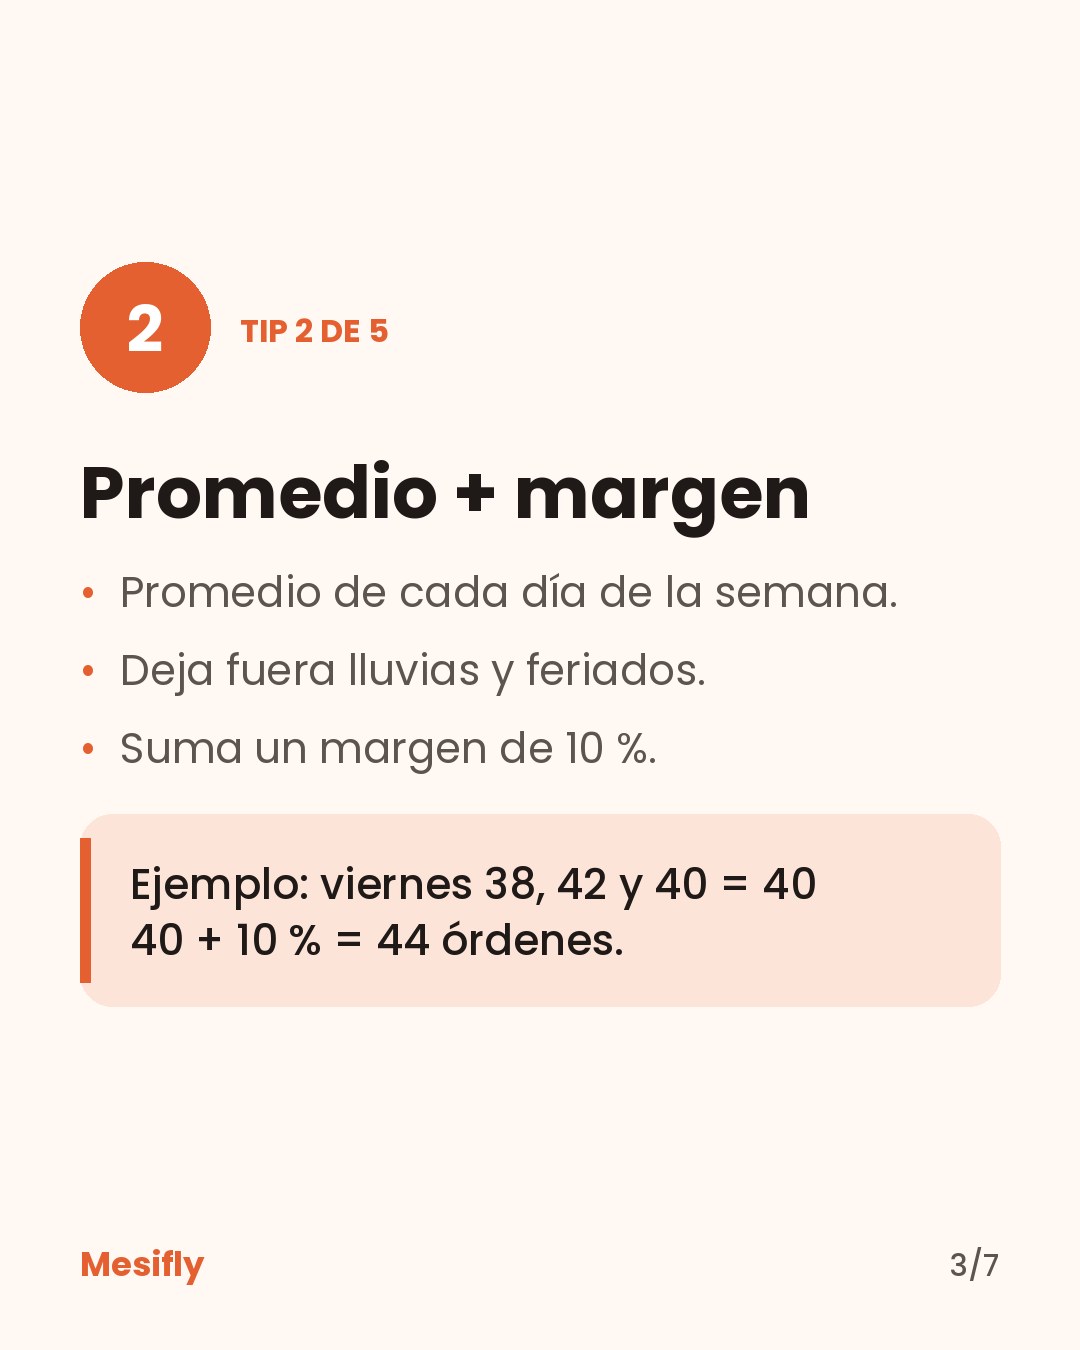 2
TIP 2 DE 5
Promedio + margen
• Promedio de cada día de la semana.
• Deja fuera lluvias y feriados.
• Suma un margen de 10 %.
Ejemplo: viernes 38, 42 y 40 = 40
40 + 10 % = 44 órdenes.
Mesifly
3/7